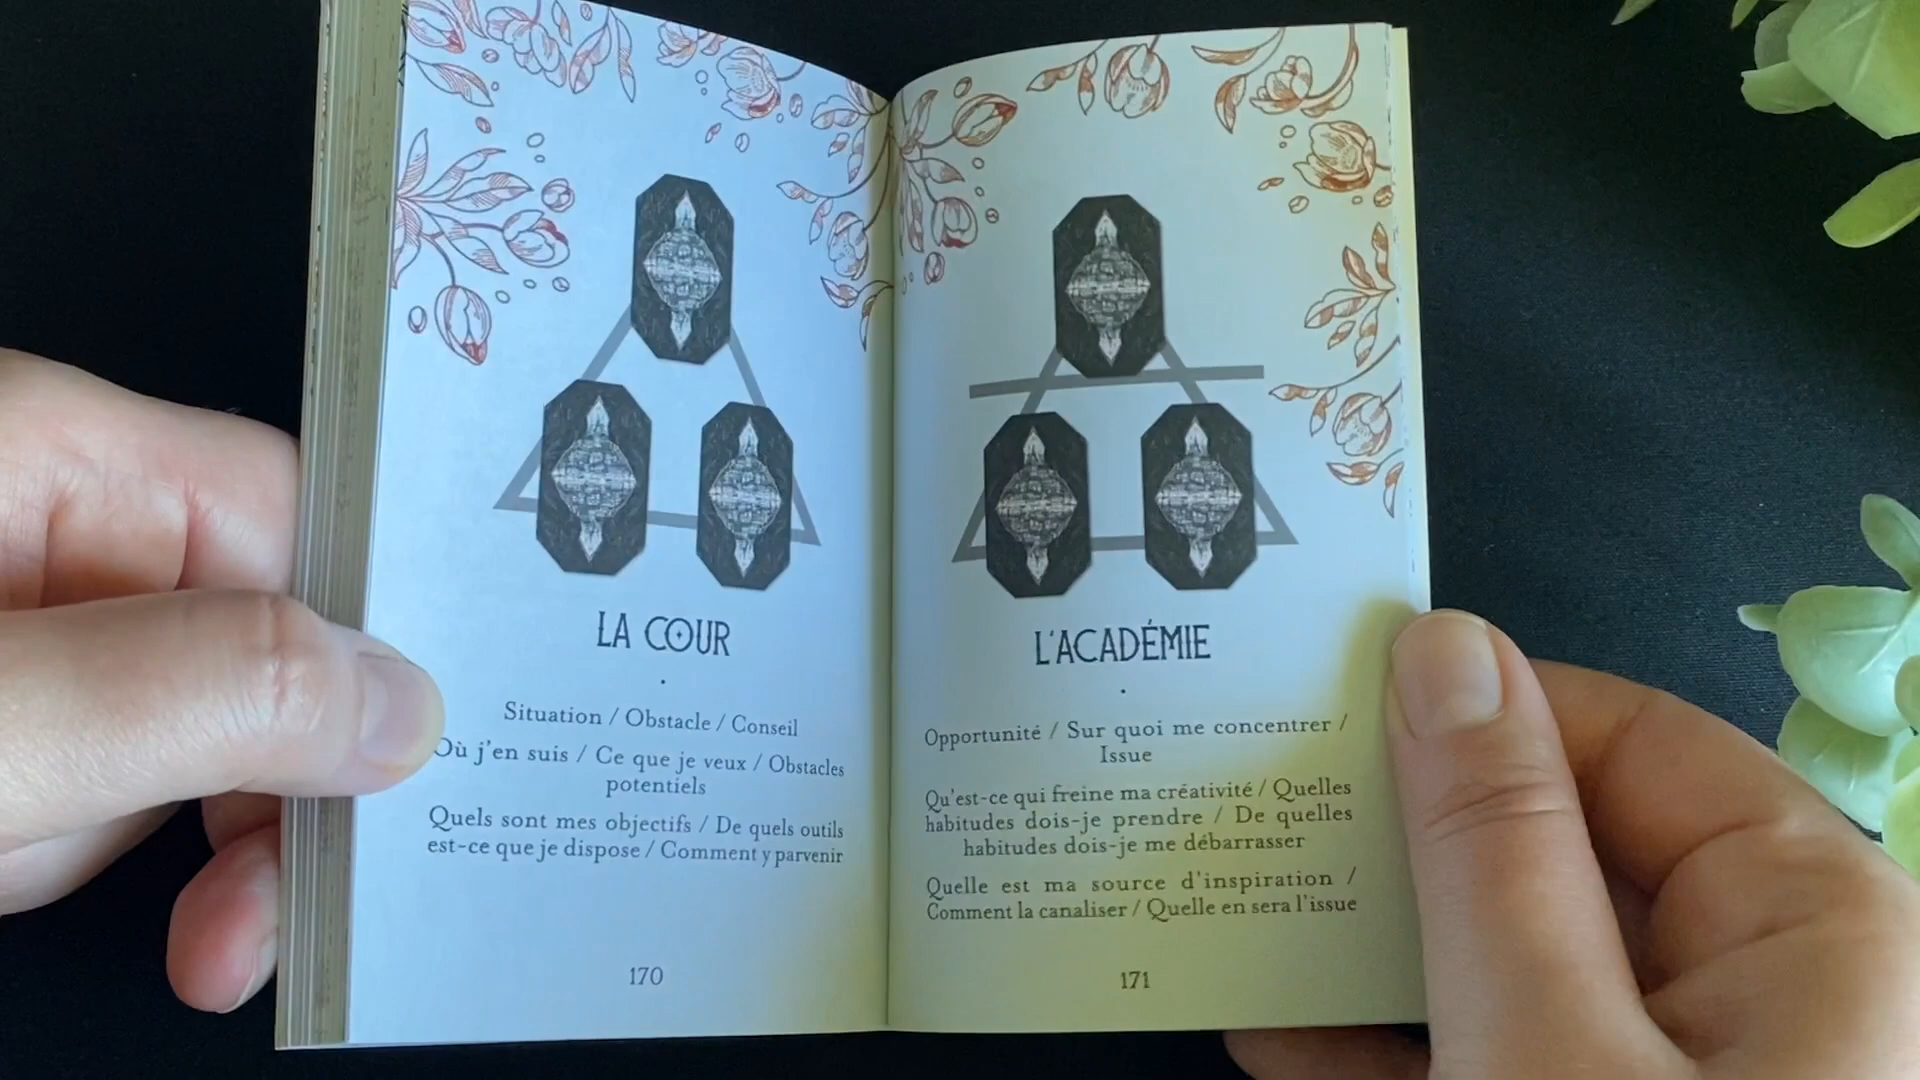 LA COUR
Situation / Obstacle / Conseil
Où j'en suis / Ce que je veux / Obstacles
potentiels
Quels sont mes objectifs / De quels outils
est-ce que je dispose / Comment y parvenir
170
L'ACADÉMIE
Opportunité / Sur quoi me concentrer /
Issue
Qu'est-ce qui freine ma créativité / Quelles
habitudes dois-je prendre / De quelles
habitudes dois-je me débarrasser
Quelle est ma source d'inspiration /
Comment la canaliser / Quelle en sera l'issue
171